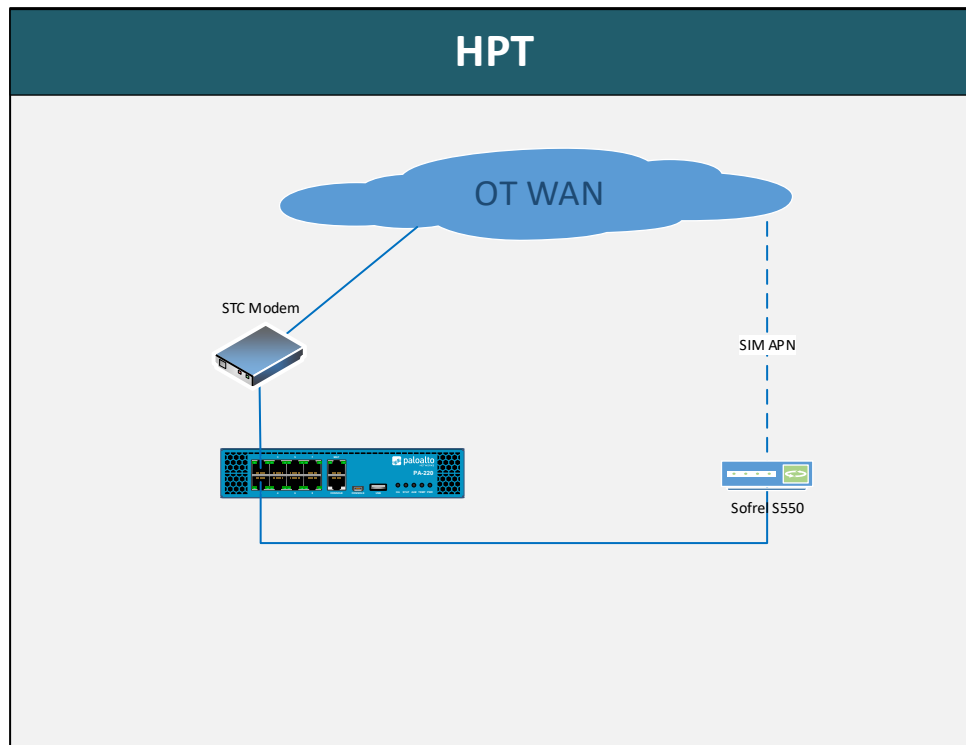 HPT
OT WAN
STC Modem
SIM APN
paloalto
PA-220
Sofrel S550